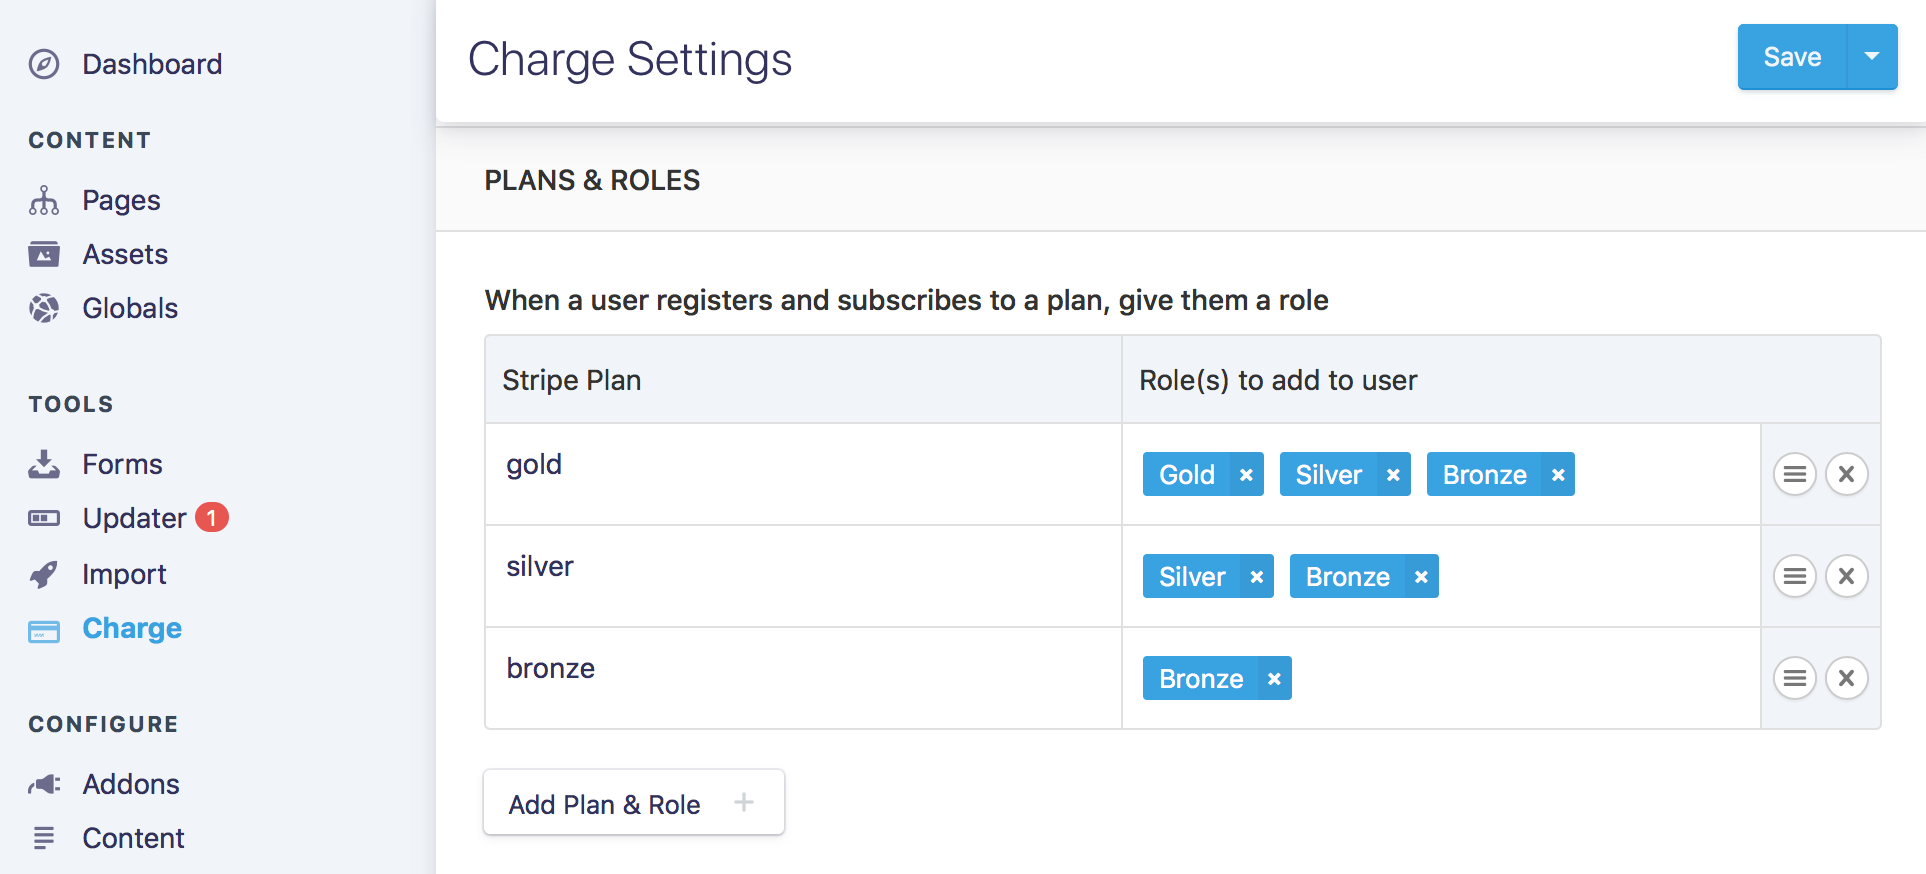 Dashboard
CONTENT
Pages
Assets
Globals
TOOLS
Forms
Updater 1
Import
Charge
CONFIGURE
Addons
Content
Charge Settings
Save
PLANS & ROLES
When a user registers and subscribes to a plan, give them a role
Stripe Plan Role(s) to add to user
gold Gold Silver Bronze
silver Silver Bronze
bronze Bronze
Add Plan & Role